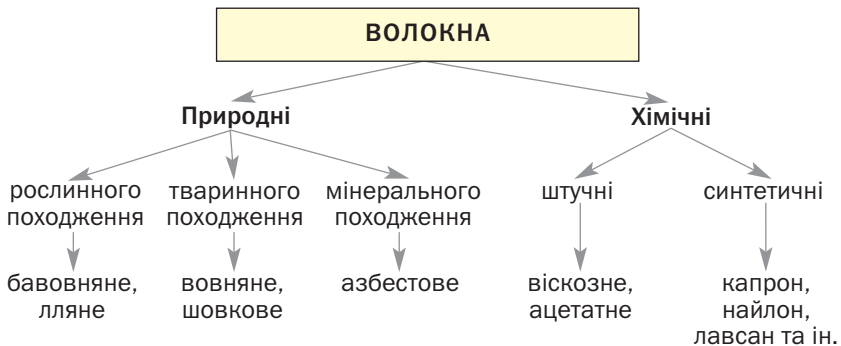 ВОЛОКНА
Природні
Хімічні
рослинного
походження
тваринного
походження
мінерального
походження
штучні
синтетичні
бавовняне,
лляне
вовняне,
шовкове
азбестове
віскозне,
ацетатне
капрон,
найлон,
лавсан та ін.